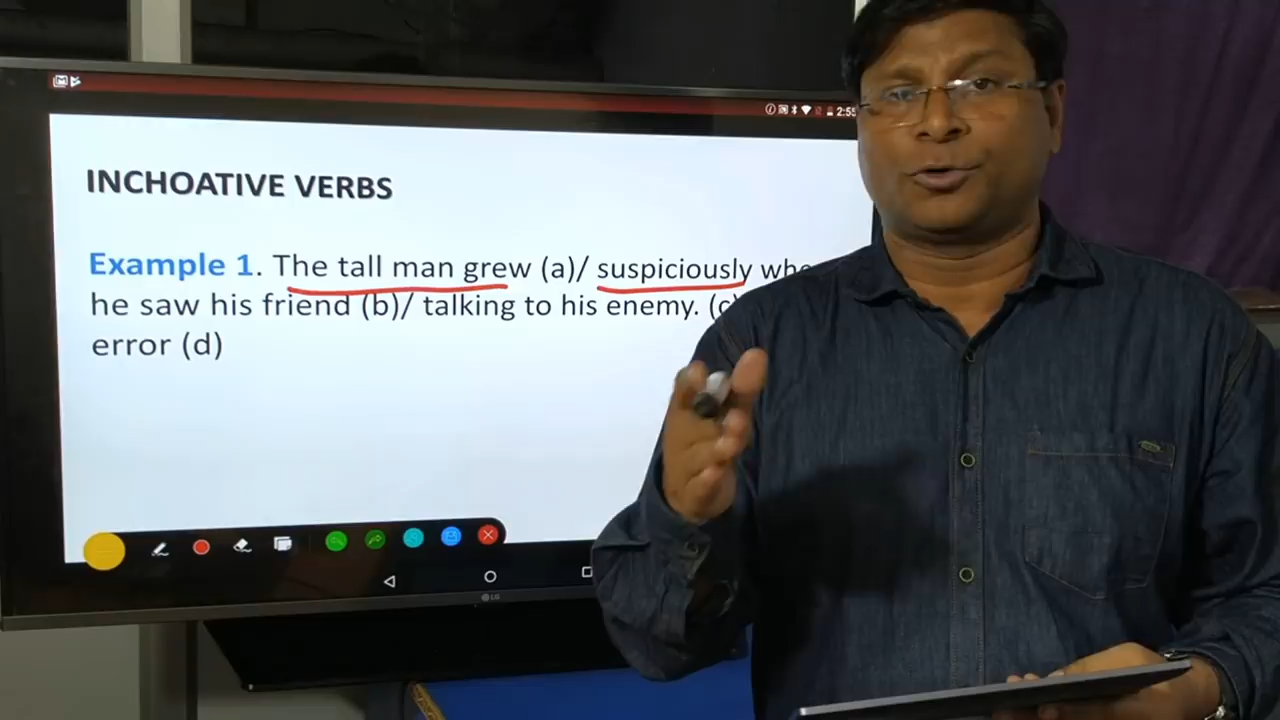 2:55
INCHOATIVE VERBS
Example 1. The tall man grew (a)/ suspiciously
he saw his friend (b)/ talking to his enemy. (c)
error (d)
LG